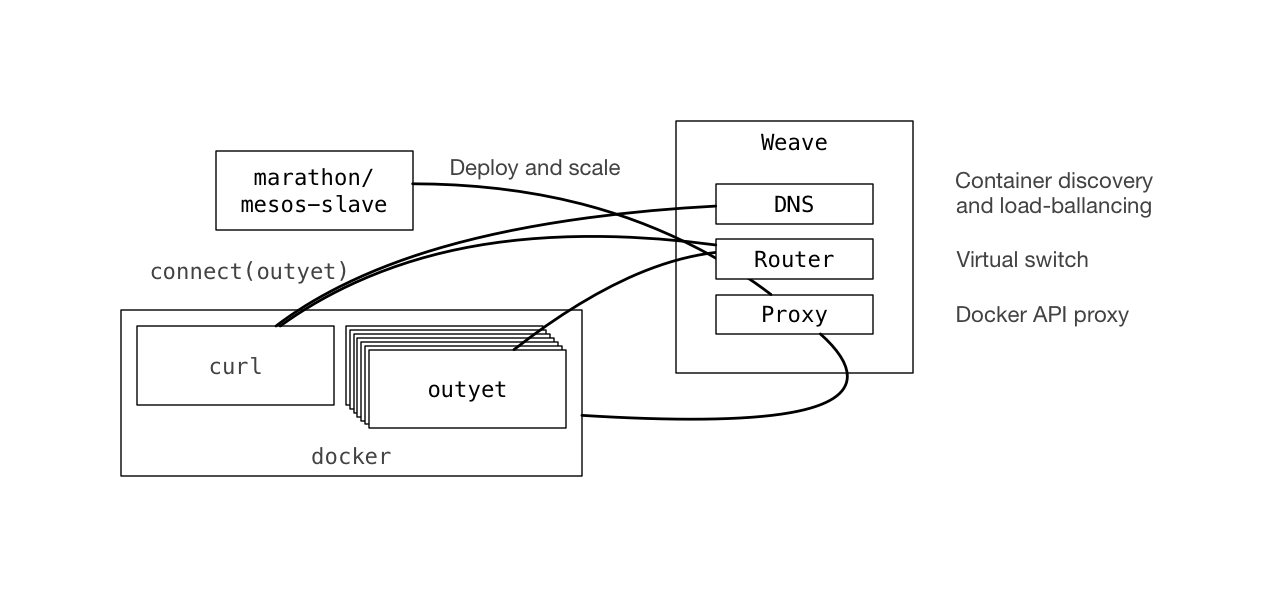 Weave
marathon/
mesos-slave
Deploy and scale
DNS
Container discovery
and load-ballancing
Router
Virtual switch
connect(outyet)
Proxy
Docker API proxy
curl
outyet
docker